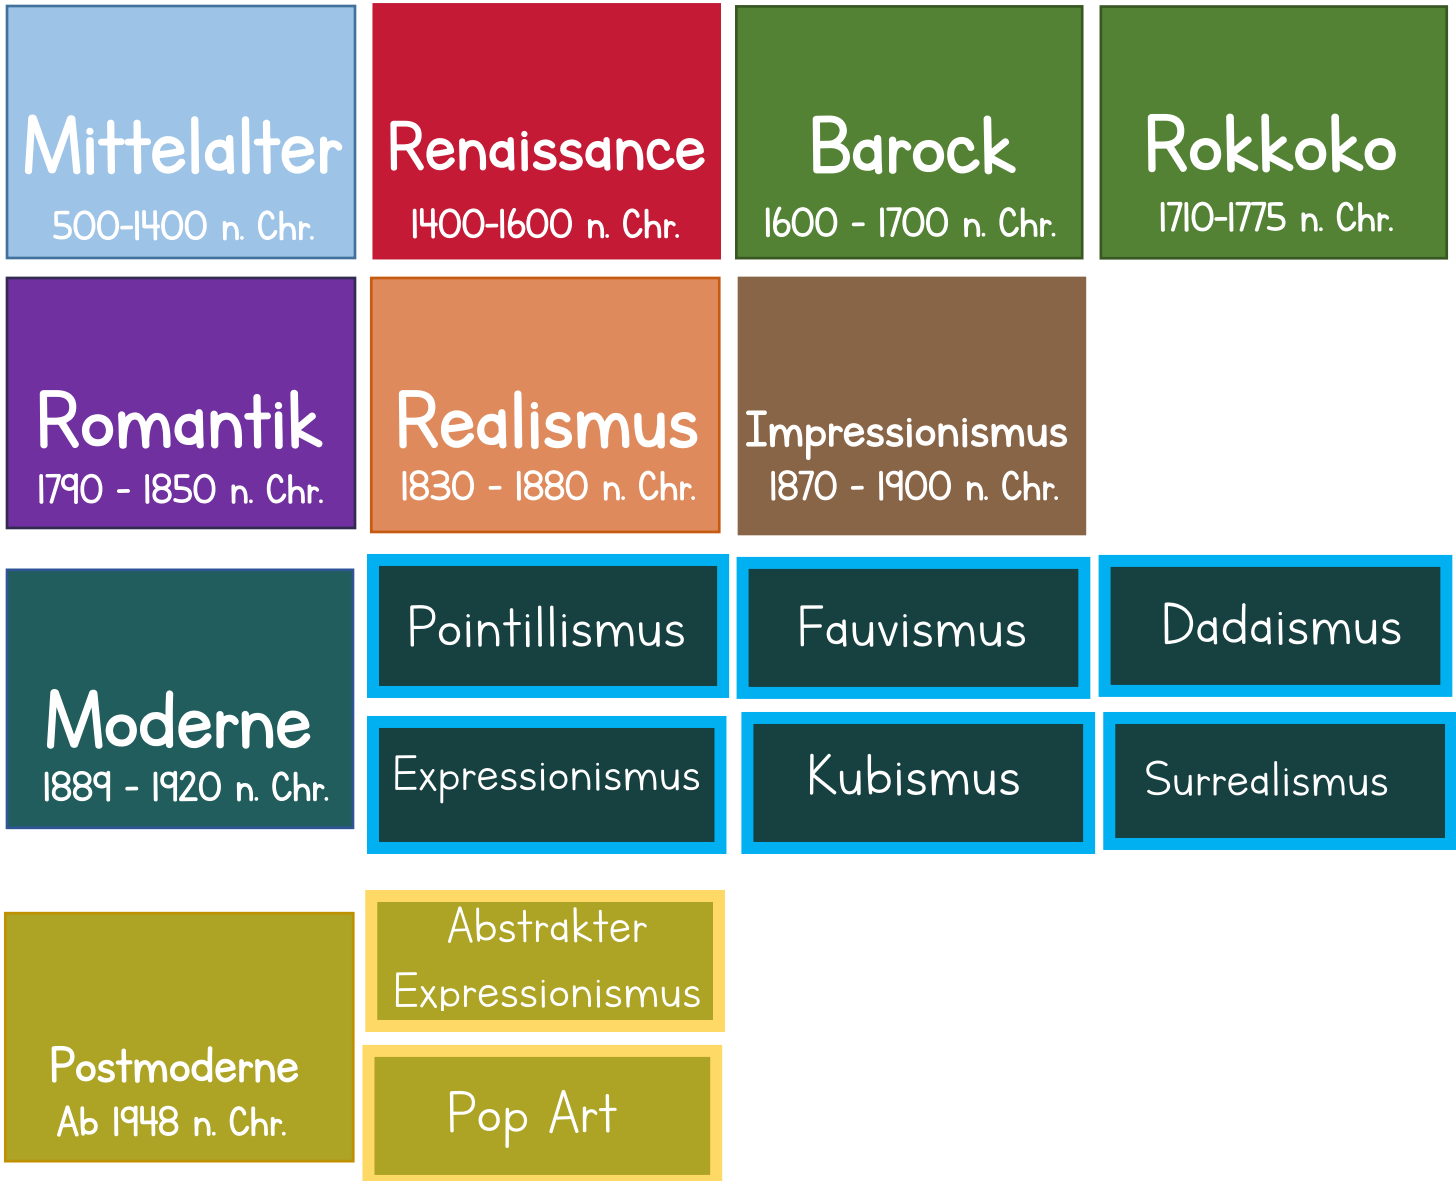 Mittelalter
500-1400 n. Chr.
Renaissance
1400-1600 n. Chr.
Barock
1600 - 1700 n. Chr.
Rokkoko
1710-1775 n. Chr.
Romantik
1790 - 1850 n. Chr.
Realismus
1830 - 1880 n. Chr.
Impressionismus
1870 - 1900 n. Chr.
Moderne
1889 - 1920 n. Chr.
Pointillismus
Fauvismus
Dadaismus
Expressionismus
Kubismus
Surrealismus
Postmoderne
Ab 1948 n. Chr.
Abstrakter
Expressionismus
Pop Art